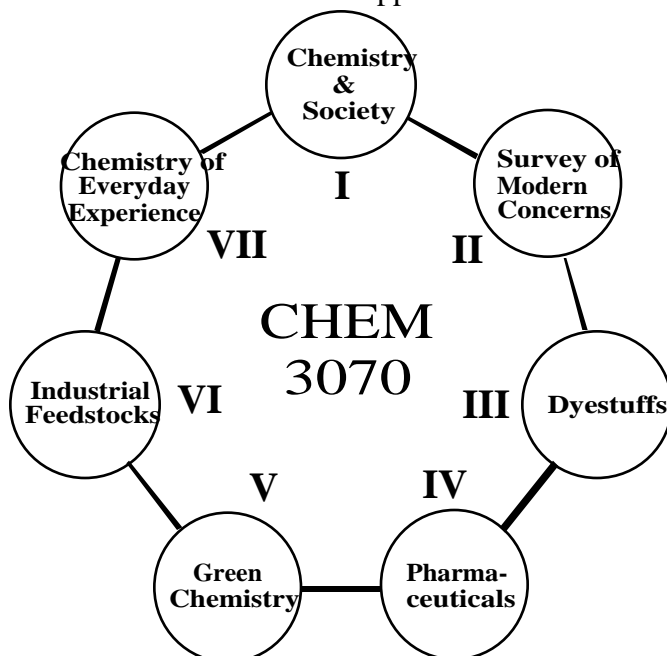 Chemistry
&
Society
I
Survey of
Modern
Concerns
II
Dyestuffs
III
Pharma-
ceuticals
IV
Green
Chemistry
V
Industrial
Feedstocks
VI
Chemistry of
Everyday
Experience
VII
CHEM
3070